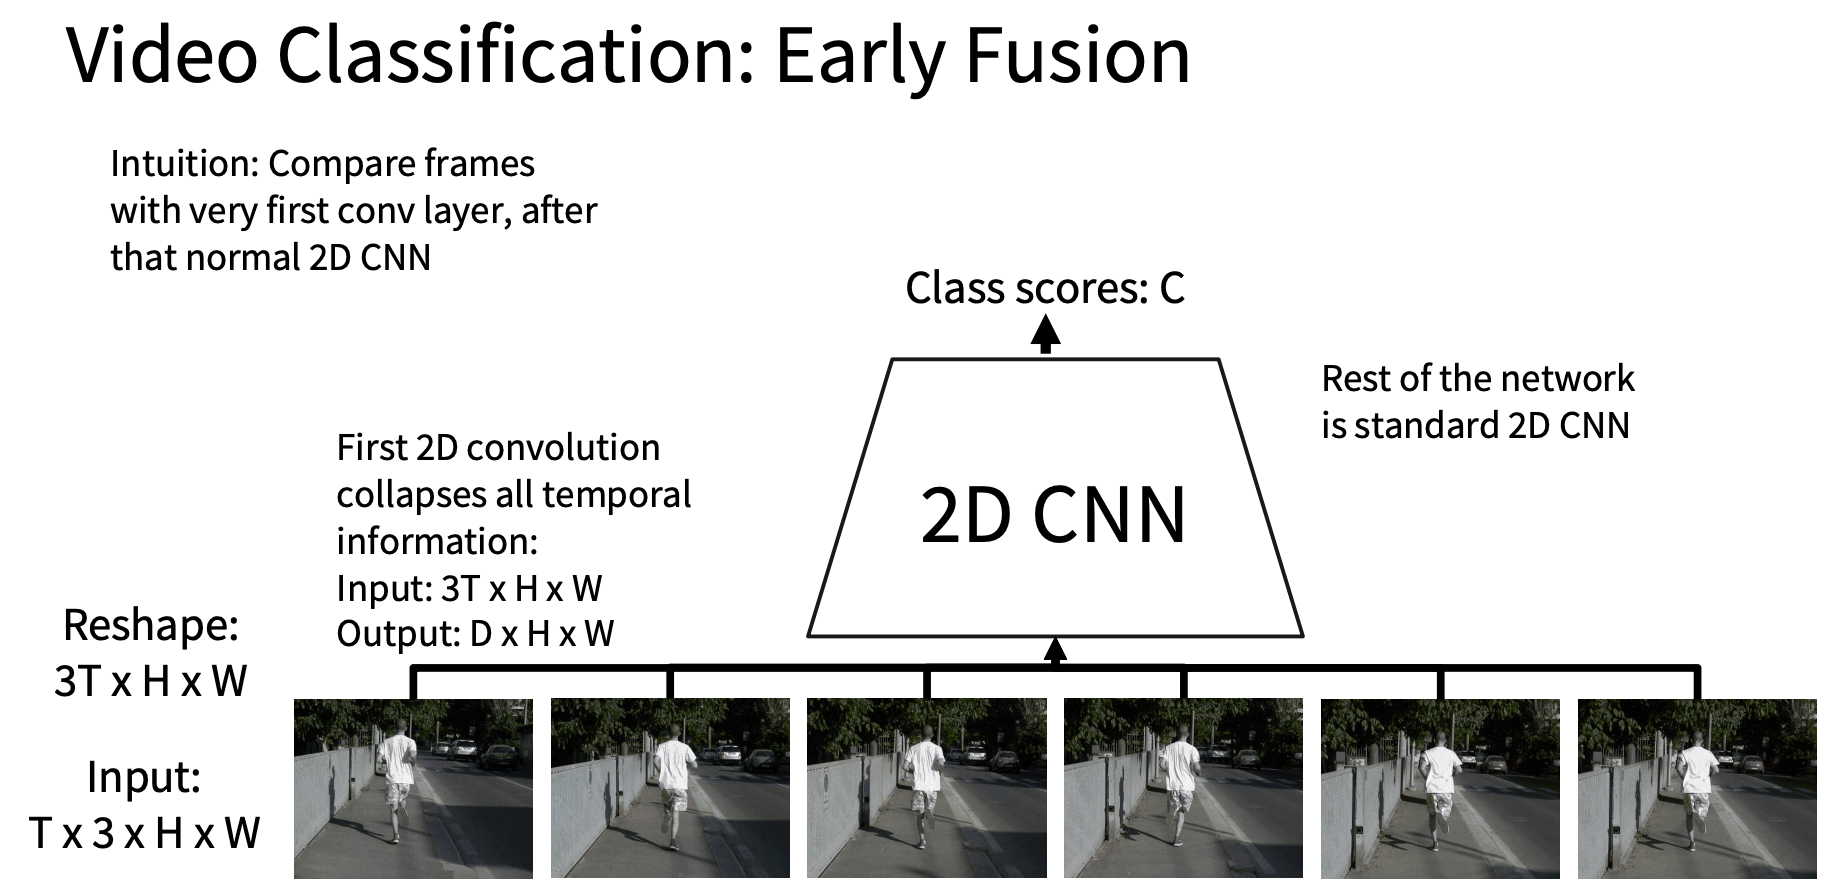 Video Classification: Early Fusion
Intuition: Compare frames
with very first conv layer, after
that normal 2D CNN
Class scores: C
Rest of the network
is standard 2D CNN
2D CNN
First 2D convolution
collapses all temporal
information:
Input: 3T x H x W
Output: D x H x W
Reshape:
3T x H x W
Input:
T x 3 x H x W